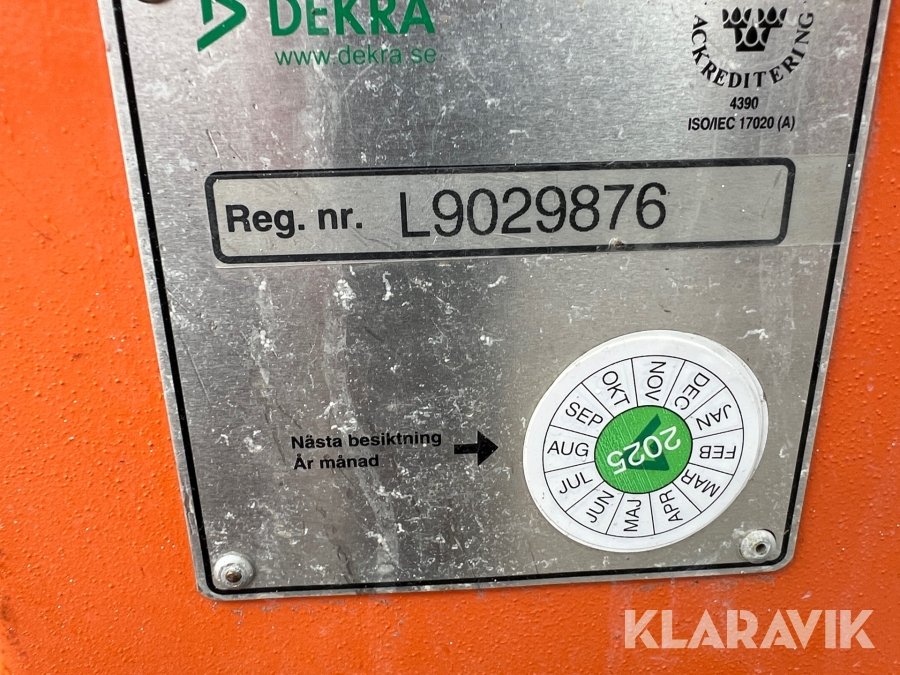 DEKRA
www.dekra.se
ACKREDITERING
4390
ISO/IEC 17020 (A)
Reg. nr. L9029876
Nästa besiktning
År månad
JAN
FEB
MAR
APR
MAJ
JUN
JUL
AUG
SEP
OKT
NOV
DEC
2025
KLARAVIK